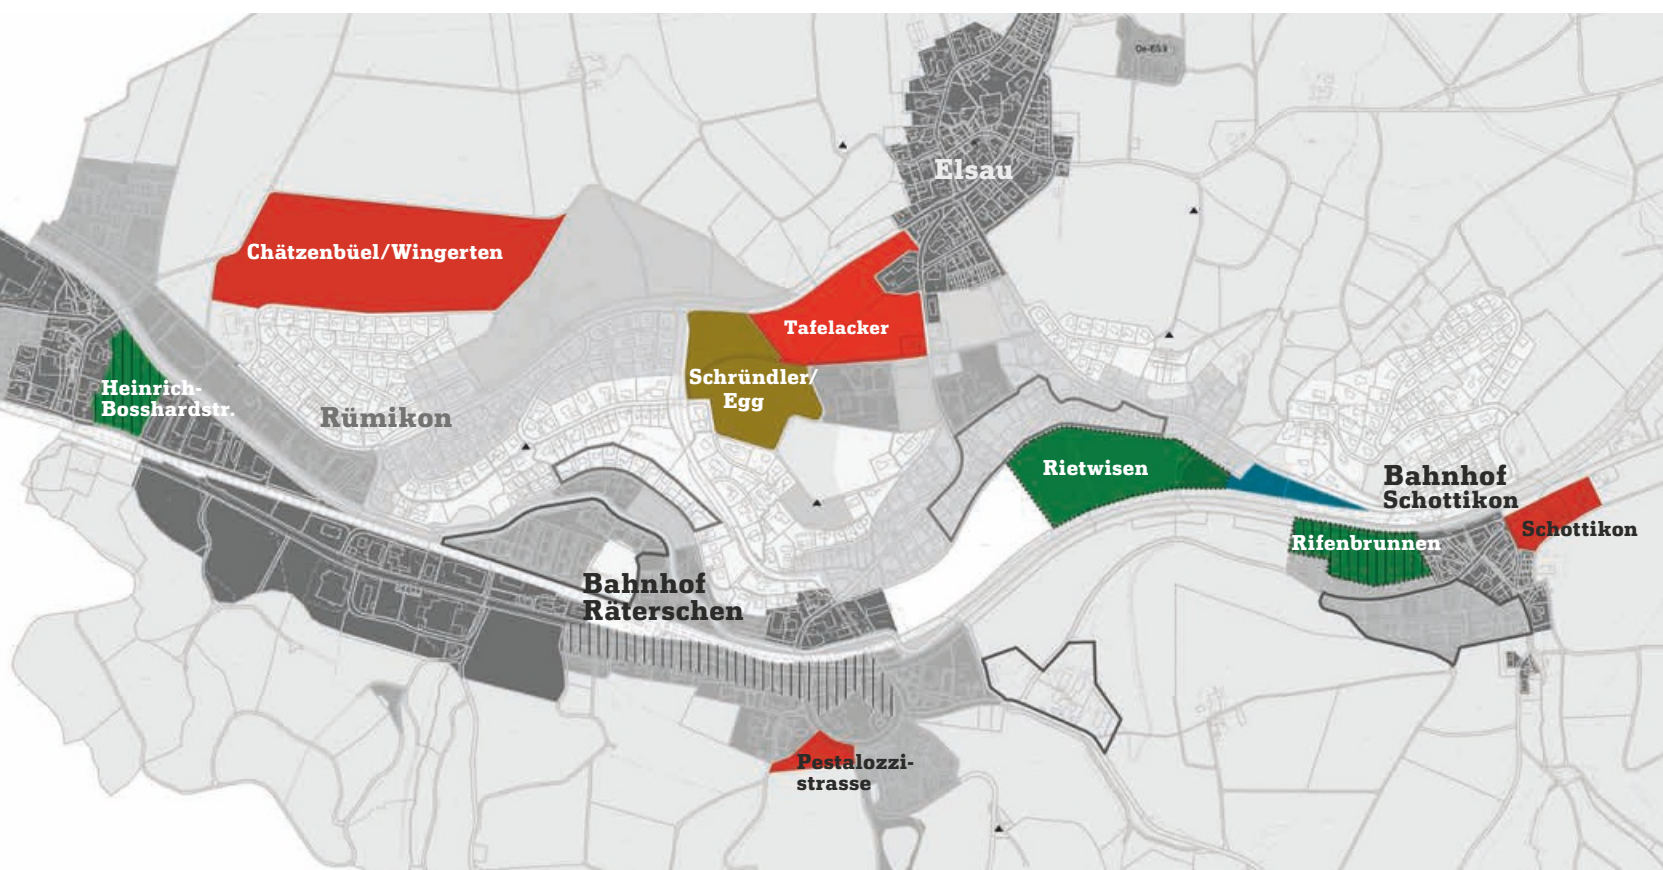 Elsau
Chätzenbüel/Wingerten
Tafelacker
Schründler/
Egg
Heinrich-
Bosshardstr.
Rümikon
Rietwisen
Bahnhof
Schottikon
Schottikon
Rifenbrunnen
Bahnhof
Räterschen
Pestalozzi-
strasse